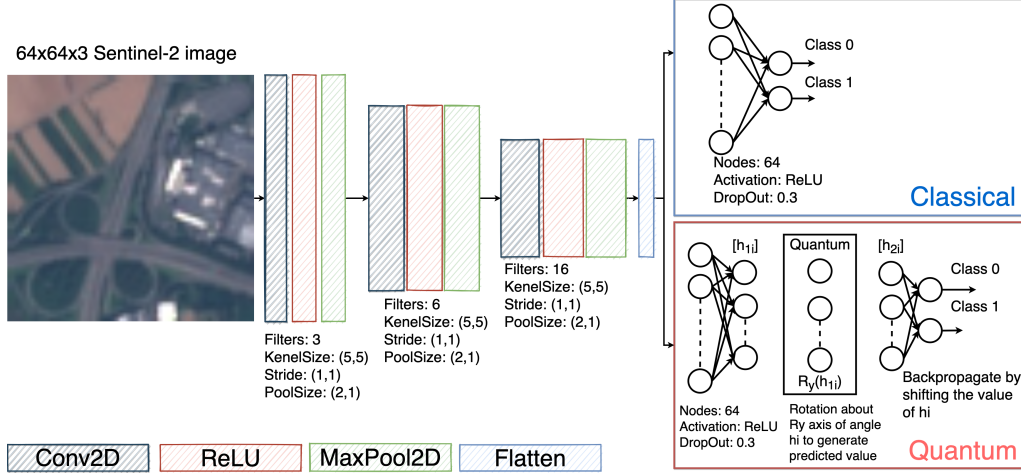 64x64x3 Sentinel-2 image
Filters: 3
KenelSize: (5,5)
Stride: (1,1)
PoolSize: (2,1)
Filters: 6
KenelSize: (5,5)
Stride: (1,1)
PoolSize: (2,1)
Filters: 16
KenelSize: (5,5)
Stride: (1,1)
PoolSize: (2,1)
Class 0
Class 1
Nodes: 64
Activation: ReLU
DropOut: 0.3
Classical
[h1i]
Quantum
[h2i]
Class 0
Class 1
Ry(h1i)
Nodes: 64
Activation: ReLU
DropOut: 0.3
Rotation about
Ry axis of angle
hi to generate
predicted value
Backpropagate by
shifting the value
of hi
Quantum
Conv2D
ReLU
MaxPool2D
Flatten